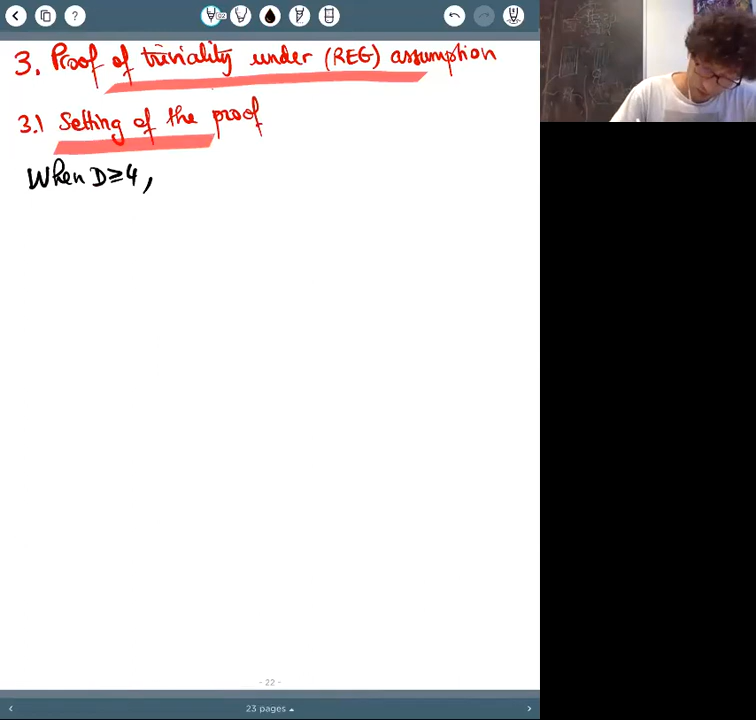 3. Proof of triviality under (REG) assumption
3.1 Setting of the proof
When D≥4,
- 22 -
23 pages